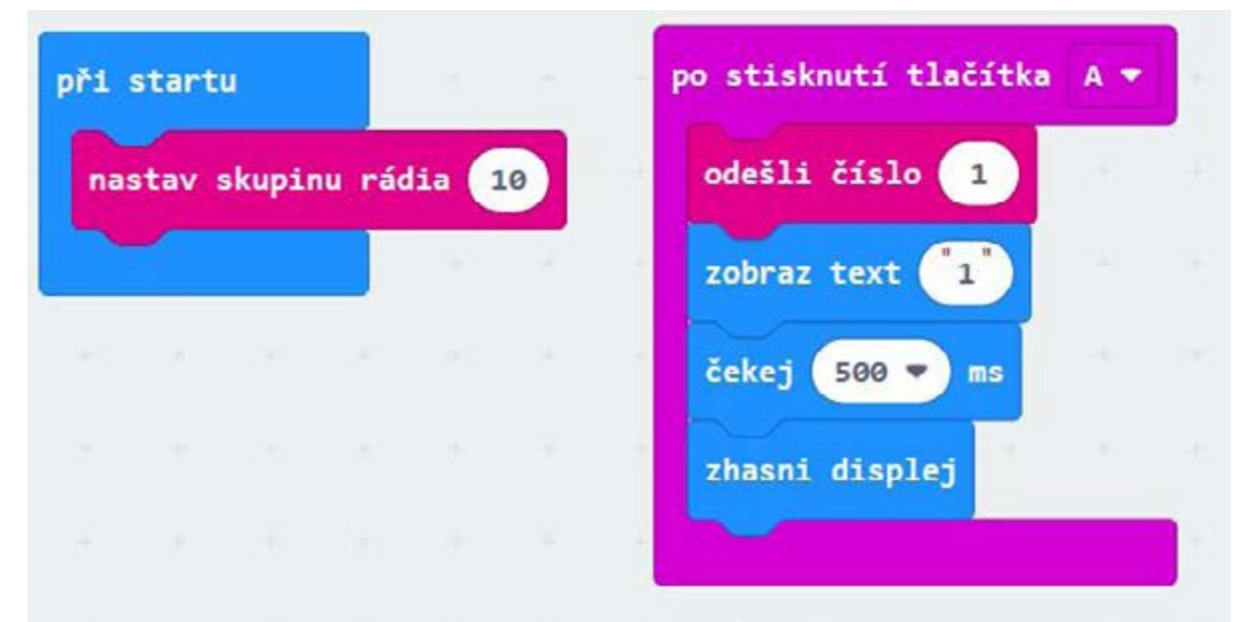 při startu
nastav skupinu rádia 10
po stisknutí tlačítka A
odešli číslo 1
zobraz text "1"
čekej 500 ms
zhasni displej